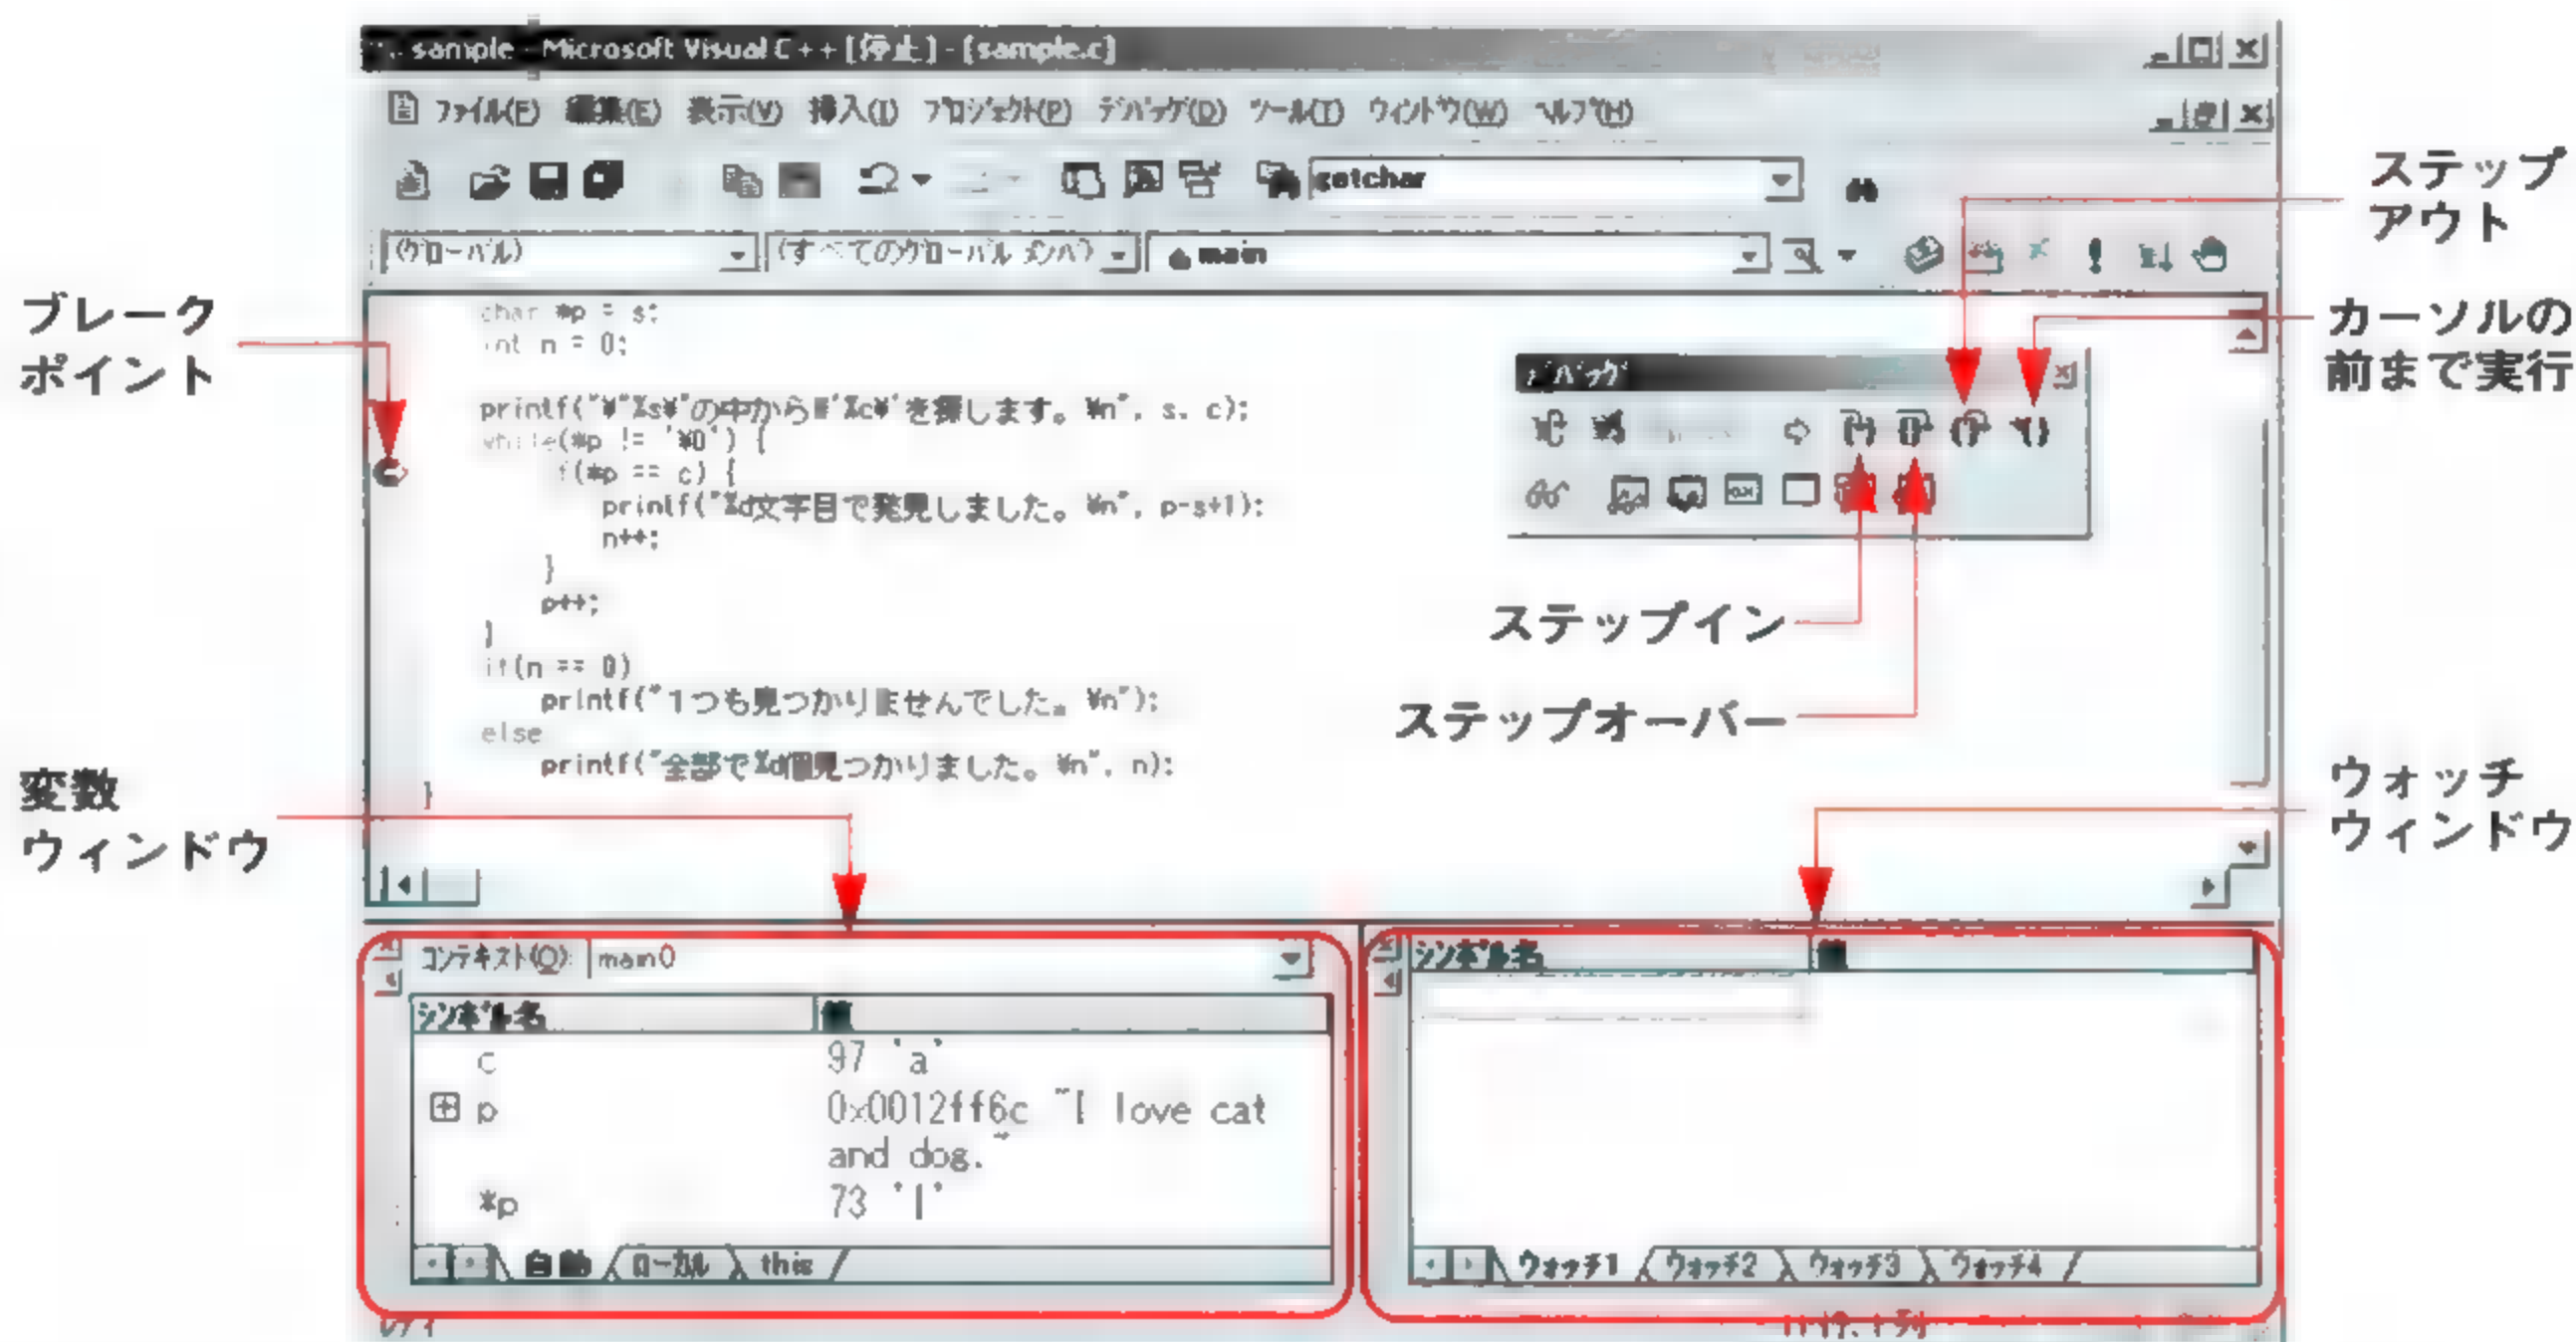 sample - Microsoft Visual C++ [停止] - [sample.c]
ファイル(F) 編集(E) 表示(V) 挿入(I) プロジェクト(P) デバッグ(D) ツール(T) ウィンドウ(W) ヘルプ(H)
getchar
(グローバル) (すべてのグローバル メンバ) main
ステップ
アウト
ブレーク
ポイント
カーソルの
前まで実行
char *p = s;
int n = 0;
デバッグ
printf("¥"%s¥"の中から¥'%c¥'を探します。¥n", s, c);
while(*p != '¥0') {
if(*p == c) {
printf("%d文字目で発見しました。¥n", p-s+1);
n++;
}
p++;
}
if(n == 0)
printf("1つも見つかりませんでした。¥n");
else
printf("全部で%d個見つかりました。¥n", n);
}
ステップイン
ステップオーバー
変数
ウィンドウ
ウォッチ
ウィンドウ
コンテキスト(O): main()
シンボル名 値
c 97 'a'
p 0x0012ff6c "I love cat
and dog."
*p 73 'I'
自動 ローカル this
シンボル名 値
ウォッチ1 ウォッチ2 ウォッチ3 ウォッチ4